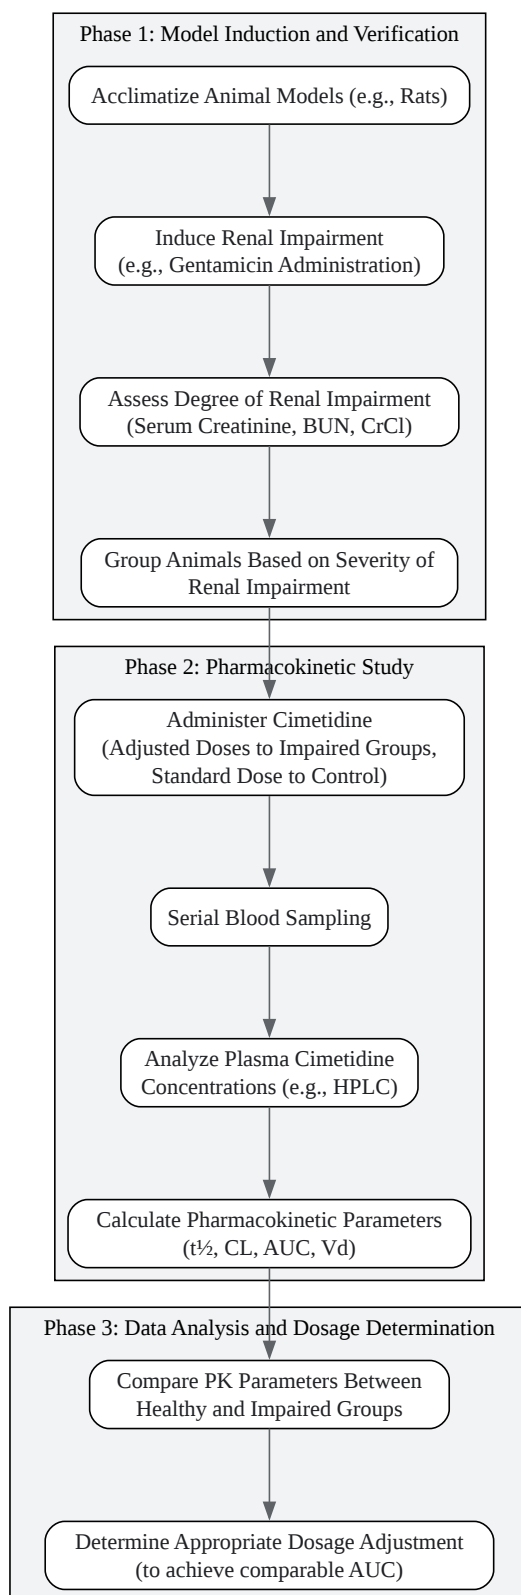 Phase 1: Model Induction and Verification
Acclimatize Animal Models (e.g., Rats)
Induce Renal Impairment
(e.g., Gentamicin Administration)
Assess Degree of Renal Impairment
(Serum Creatinine, BUN, CrCl)
Group Animals Based on Severity of
Renal Impairment
Phase 2: Pharmacokinetic Study
Administer Cimetidine
(Adjusted Doses to Impaired Groups,
Standard Dose to Control)
Serial Blood Sampling
Analyze Plasma Cimetidine
Concentrations (e.g., HPLC)
Calculate Pharmacokinetic Parameters
(t½, CL, AUC, Vd)
Phase 3: Data Analysis and Dosage Determination
Compare PK Parameters Between
Healthy and Impaired Groups
Determine Appropriate Dosage Adjustment
(to achieve comparable AUC)